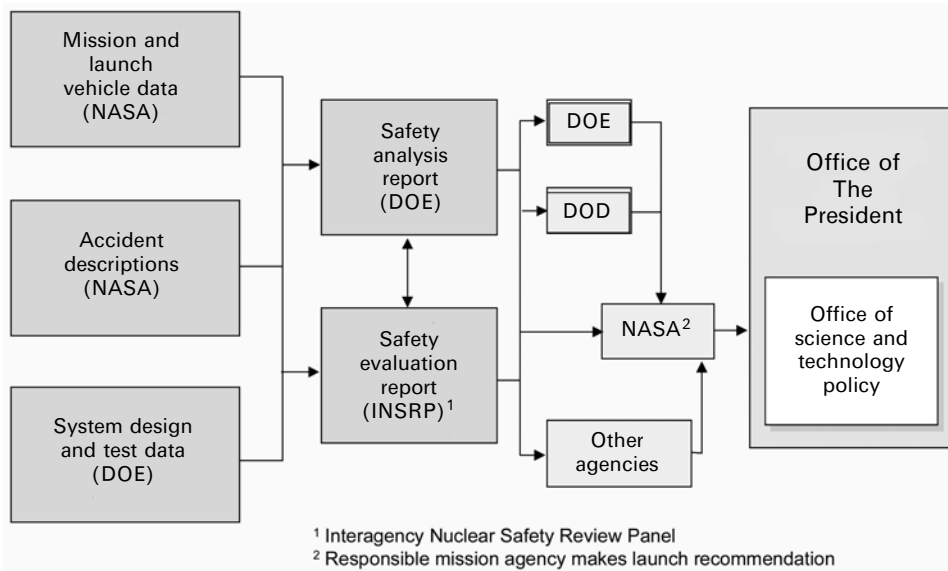 Mission and
launch
vehicle data
(NASA)
Accident
descriptions
(NASA)
System design
and test data
(DOE)
Safety
analysis
report
(DOE)
Safety
evaluation
report
(INSRP)¹
DOE
DOD
NASA²
Other
agencies
Office of
The
President
Office of
science and
technology
policy
¹ Interagency Nuclear Safety Review Panel
² Responsible mission agency makes launch recommendation